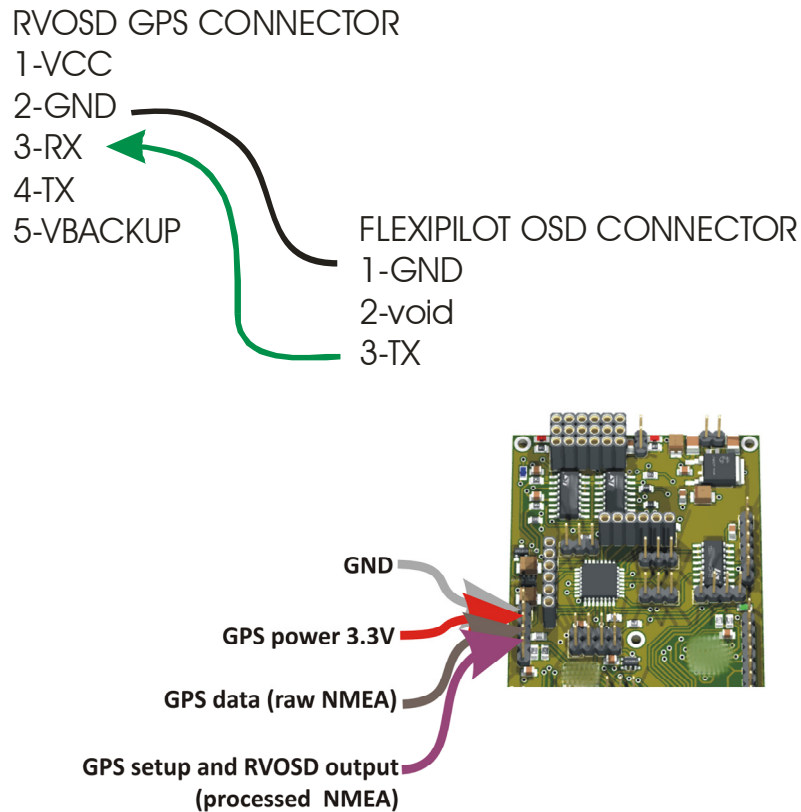 RVOSD GPS CONNECTOR
1-VCC
2-GND
3-RX
4-TX
5-VBACKUP
FLEXIPILOT OSD CONNECTOR
1-GND
2-void
3-TX
GND
GPS power 3.3V
GPS data (raw NMEA)
GPS setup and RVOSD output
(processed NMEA)